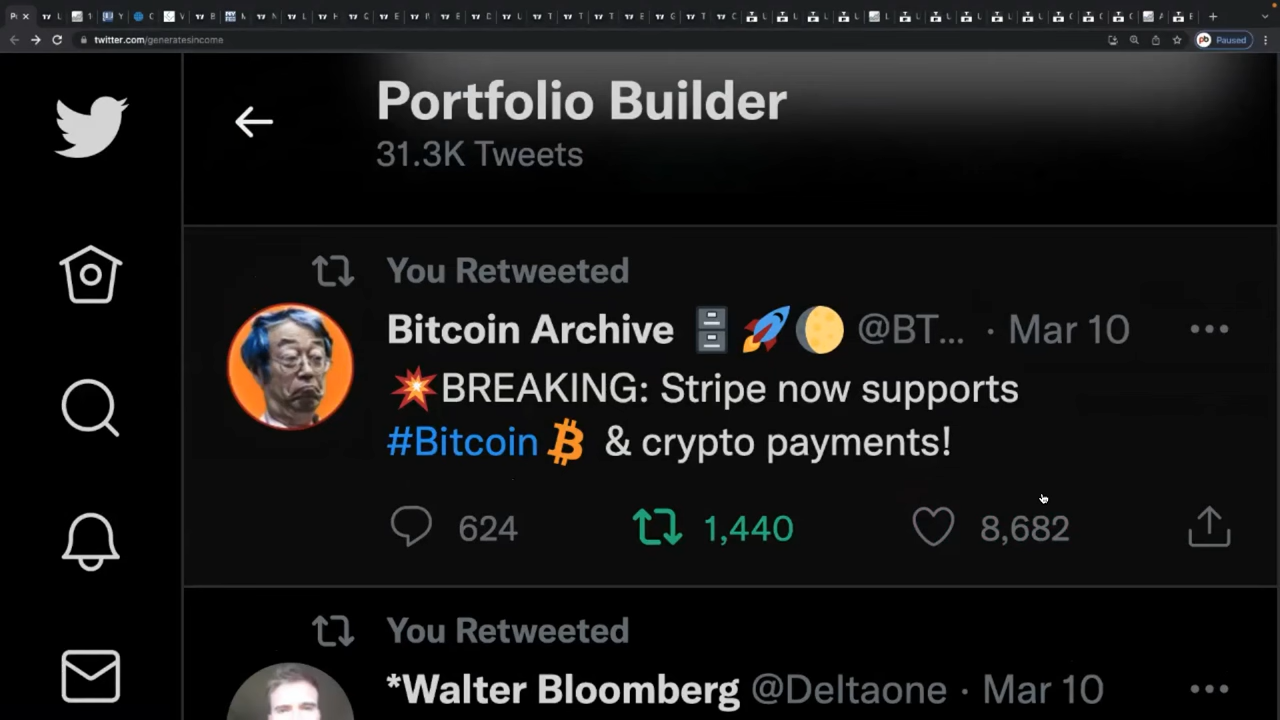 twitter.com/generatesincome
Paused
Portfolio Builder
31.3K Tweets
You Retweeted
Bitcoin Archive 🗄️🚀🌔 @BT... · Mar 10
💥BREAKING: Stripe now supports
#Bitcoin & crypto payments!
624 1,440 8,682
You Retweeted
*Walter Bloomberg @Deltaone · Mar 10